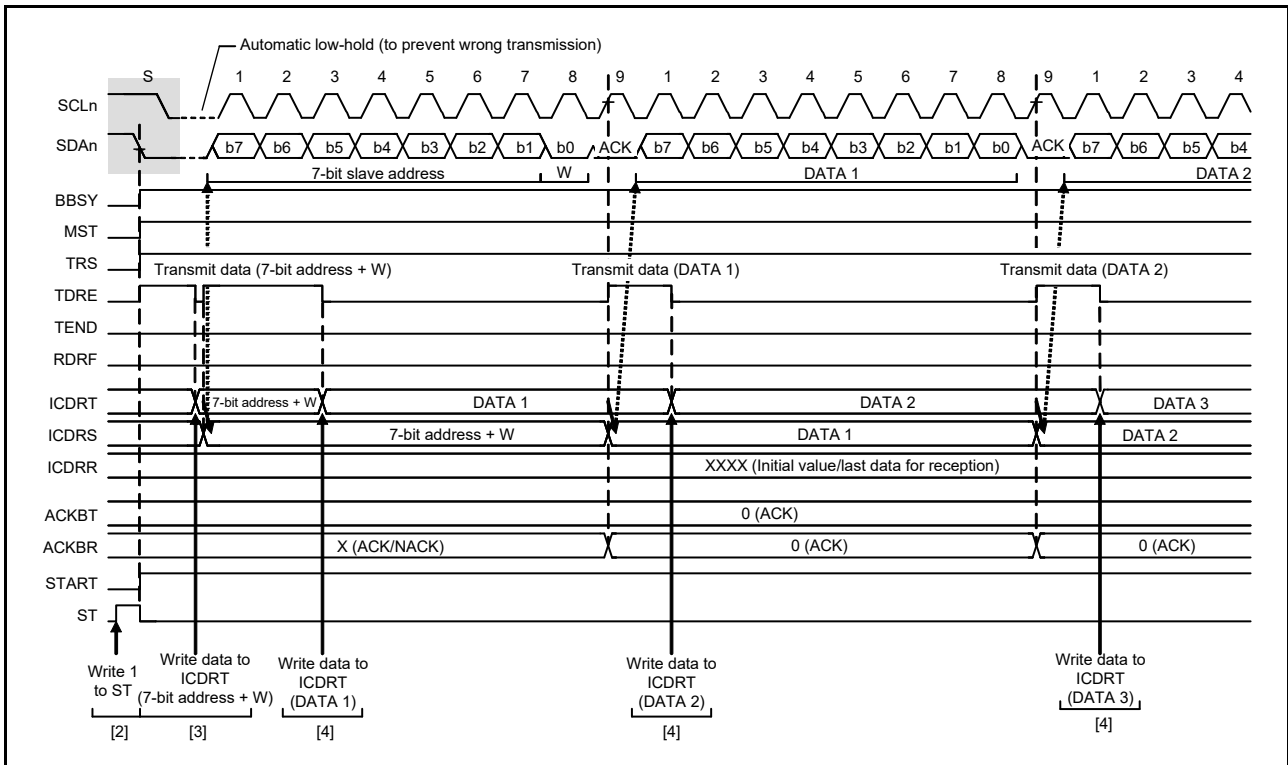 Automatic low-hold (to prevent wrong transmission)
S 1 2 3 4 5 6 7 8 9 1 2 3 4 5 6 7 8 9 1 2 3 4
SCLn
SDAn b7 b6 b5 b4 b3 b2 b1 b0 ACK b7 b6 b5 b4 b3 b2 b1 b0 ACK b7 b6 b5 b4
7-bit slave address W DATA 1 DATA 2
BBSY
MST
TRS
Transmit data (7-bit address + W) Transmit data (DATA 1) Transmit data (DATA 2)
TDRE
TEND
RDRF
ICDRT 7-bit address + W DATA 1 DATA 2 DATA 3
ICDRS 7-bit address + W DATA 1 DATA 2
ICDRR XXXX (Initial value/last data for reception)
ACKBT 0 (ACK)
ACKBR X (ACK/NACK) 0 (ACK) 0 (ACK)
START
ST
Write 1
to ST
Write data to
ICDRT
(7-bit address + W)
Write data to
ICDRT
(DATA 1)
Write data to
ICDRT
(DATA 2)
Write data to
ICDRT
(DATA 3)
[2] [3] [4] [4] [4]